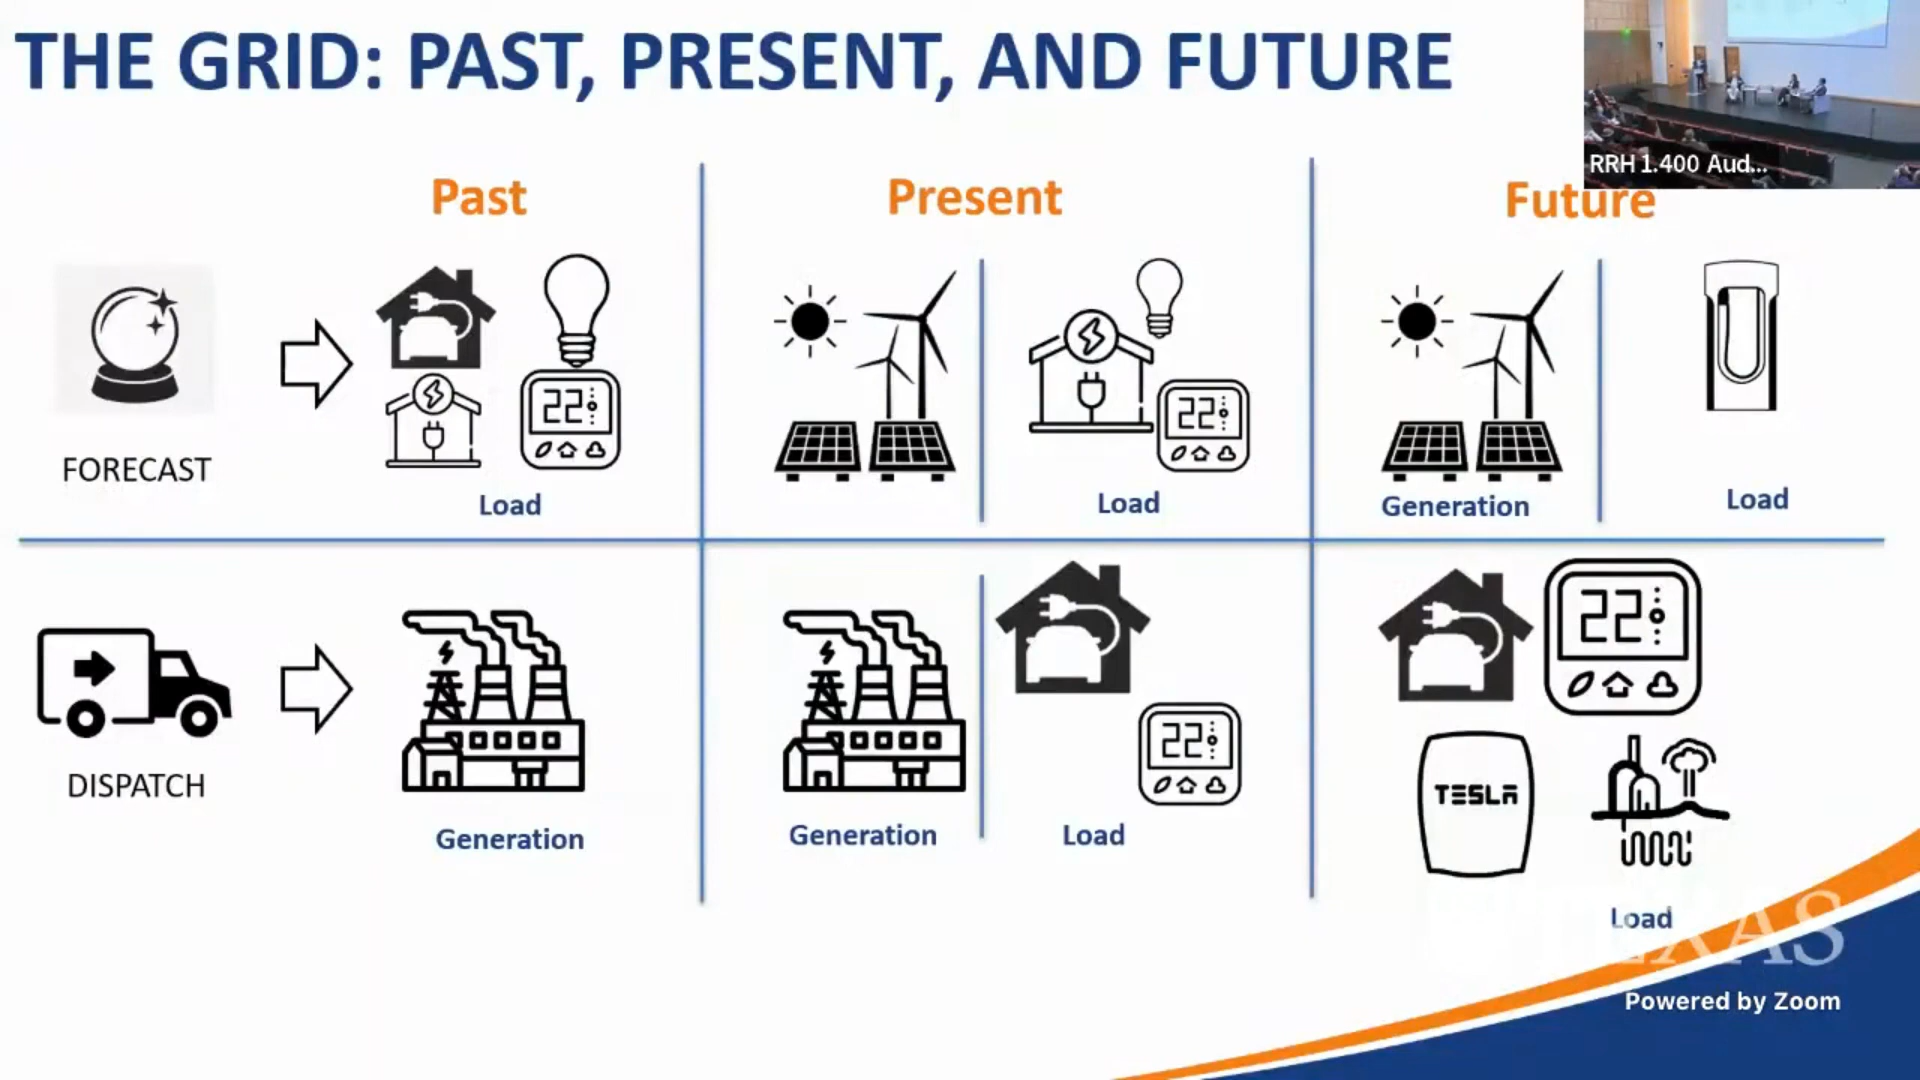 THE GRID: PAST, PRESENT, AND FUTURE
RRH 1.400 Aud...
Past
Present
Future
22
22
22
FORECAST
Load
Load
Generation
Load
22
22
TESLA
DISPATCH
Generation
Generation
Load
Load
TEXAS
Powered by Zoom